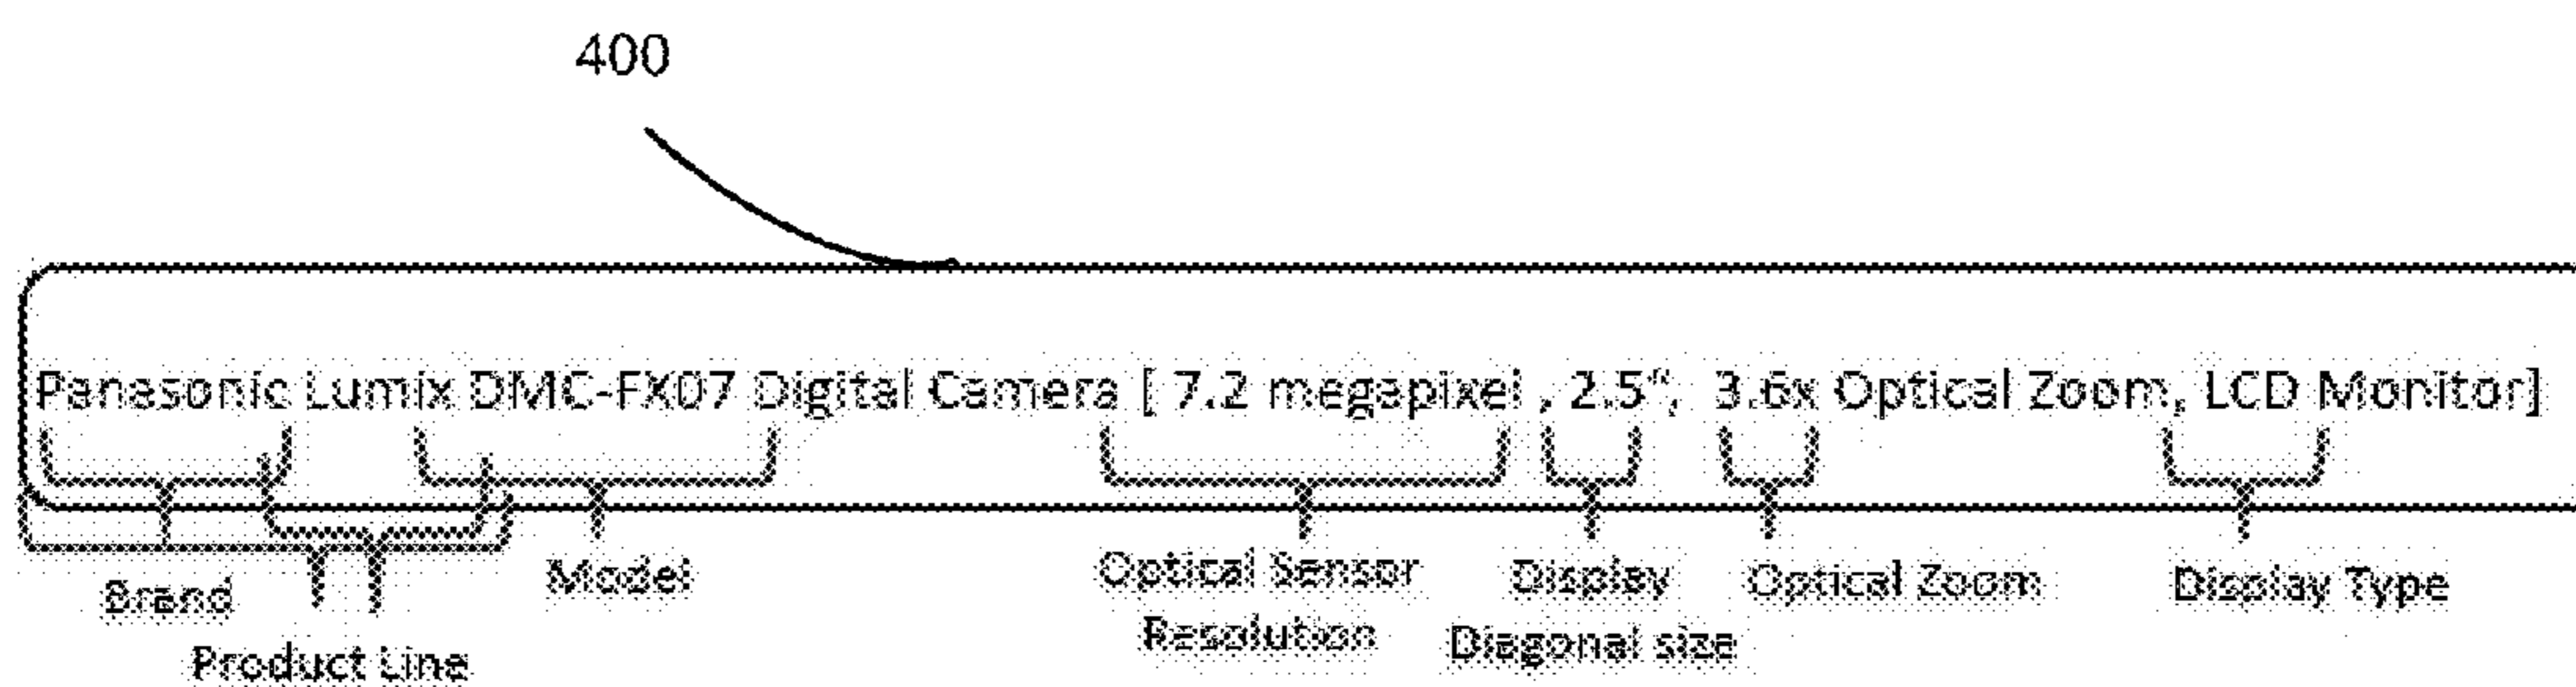 400
Panasonic Lumix DMC-FX07 Digital Camera [ 7.2 megapixel , 2.5“, 3.6x Optical Zoom, LCD Monitor]
Brand
Product Line
Model
Optical Sensor
Resolution
Display
Diagonal size
Optical Zoom
Display Type